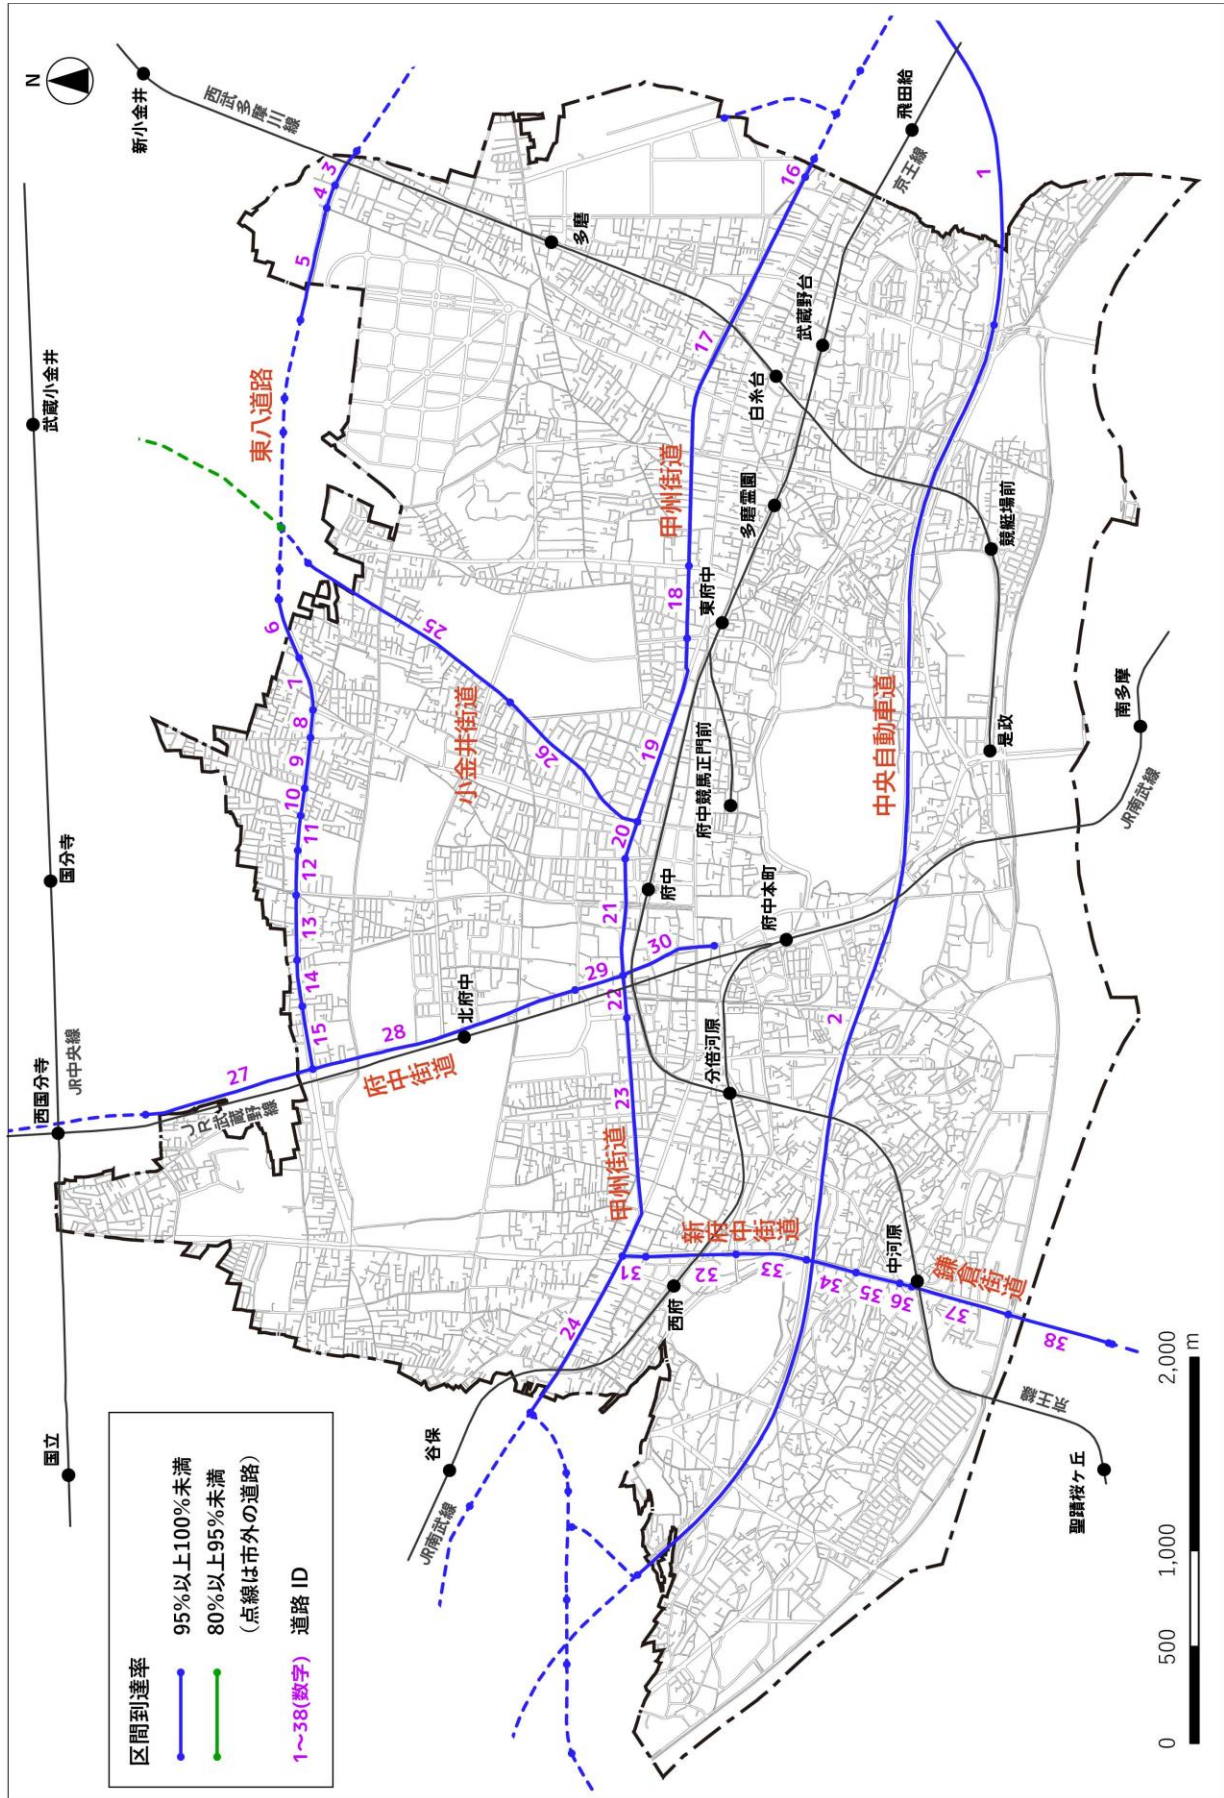 区間到達率
95%以上100%未満
80%以上95%未満
（点線は市外の道路）
1～38(数字)　道路 ID
N
国立
西国分寺
国分寺
武蔵小金井
新小金井
JR中央線
西武多摩川線
JR武蔵野線
東八道路
小金井街道
府中街道
甲州街道
甲州街道
新府中街道
鎌倉街道
中央自動車道
谷保
JR南武線
西府
北府中
分倍河原
府中本町
府中
府中競馬正門前
東府中
多磨霊園
白糸台
武蔵野台
多磨
飛田給
京王線
競艇場前
是政
南多摩
JR南武線
中河原
京王線
聖蹟桜ヶ丘
1
2
3
4
5
6
7
8
9
10
11
12
13
14
15
16
17
18
19
20
21
22
23
24
25
26
27
28
29
30
31
32
33
34
35
36
37
38
0
500
1,000
2,000
m